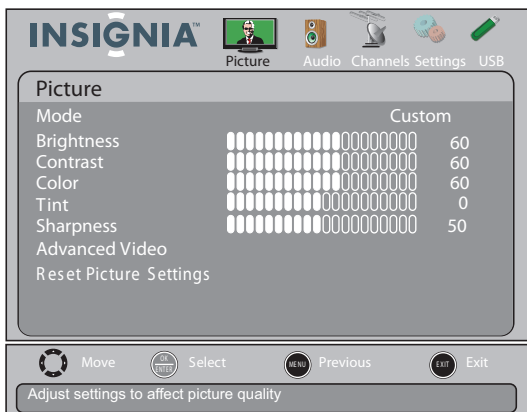 INSIGNIA™
Picture Audio Channels Settings USB
Picture
Mode Custom
Brightness 60
Contrast 60
Color 60
Tint 0
Sharpness 50
Advanced Video
Reset Picture Settings
Move OK ENTER Select MENU Previous EXIT Exit
Adjust settings to affect picture quality